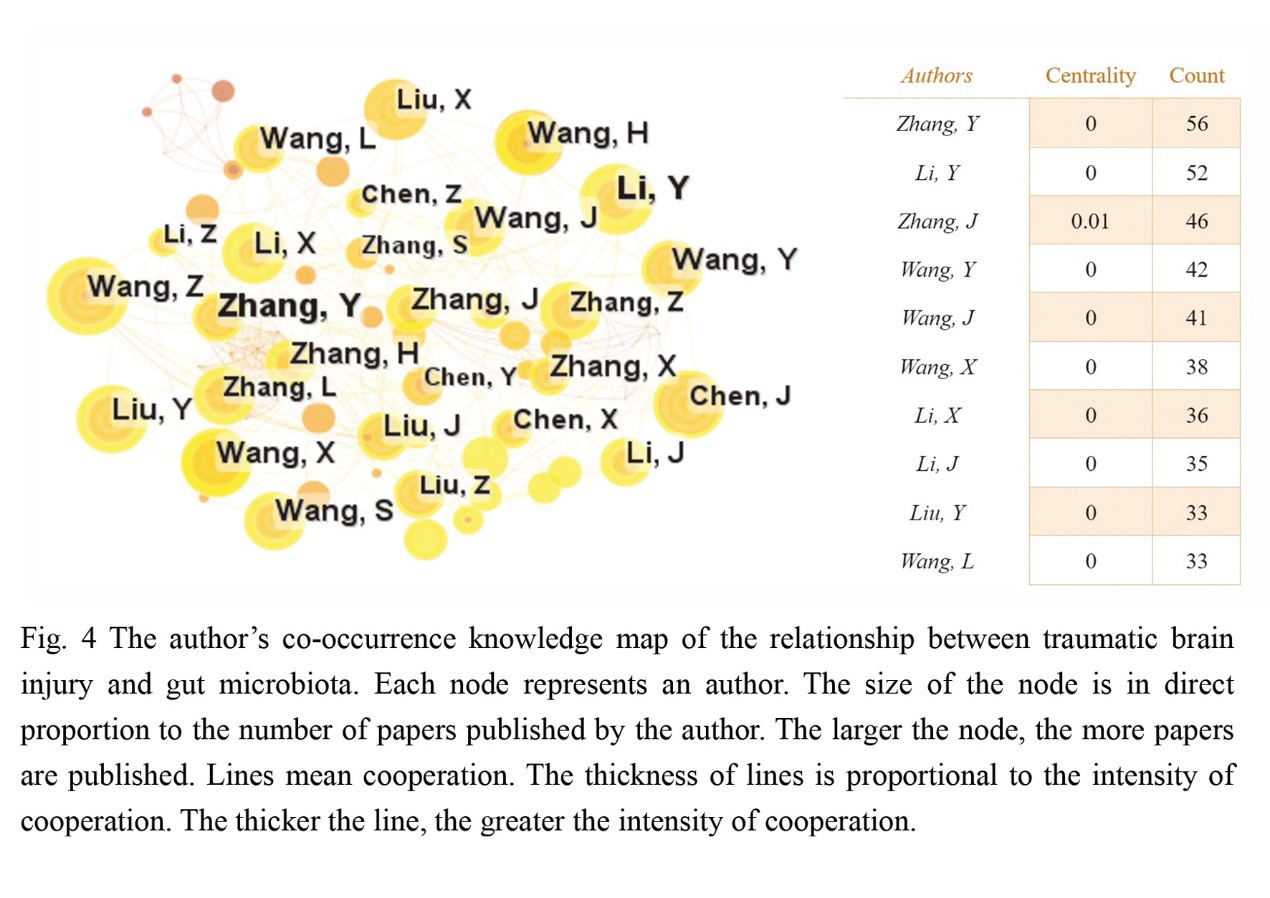 Liu, X
Wang, L
Wang, H
Chen, Z
Li, Y
Wang, J
Li, Z
Li, X
Zhang, S
Wang, Y
Wang, Z
Zhang, Y
Zhang, J
Zhang, Z
Zhang, H
Zhang, L
Chen, Y
Zhang, X
Liu, Y
Liu, J
Chen, X
Chen, J
Wang, X
Li, J
Liu, Z
Wang, S
Authors Centrality Count
Zhang, Y 0 56
Li, Y 0 52
Zhang, J 0.01 46
Wang, Y 0 42
Wang, J 0 41
Wang, X 0 38
Li, X 0 36
Li, J 0 35
Liu, Y 0 33
Wang, L 0 33
Fig. 4 The author’s co-occurrence knowledge map of the relationship between traumatic brain
injury and gut microbiota. Each node represents an author. The size of the node is in direct
proportion to the number of papers published by the author. The larger the node, the more papers
are published. Lines mean cooperation. The thickness of lines is proportional to the intensity of
cooperation. The thicker the line, the greater the intensity of cooperation.